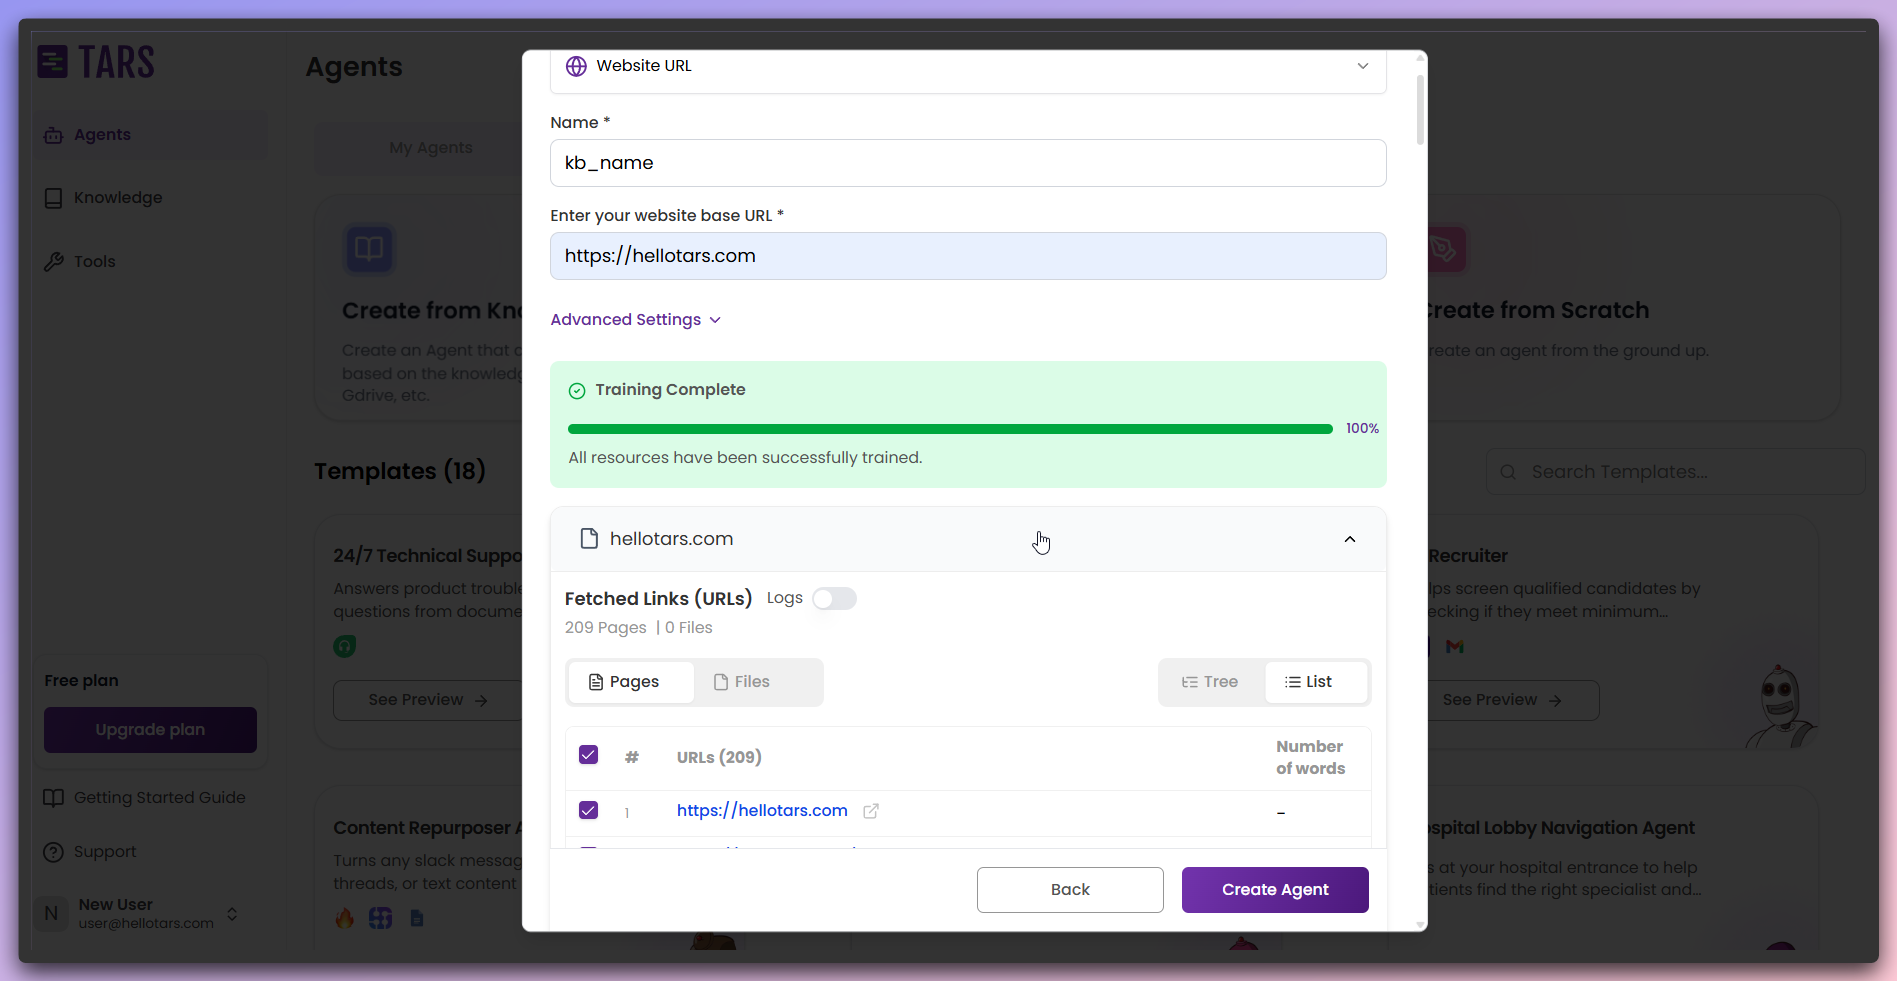 TARS
Agents
Knowledge
Tools
Free plan
Upgrade plan
Getting Started Guide
Support
N
New User
user@hellotars.com
Agents
My Agents
Create from Kn
Create an Agent that
based on the knowled
Gdrive, etc.
Create from Scratch
reate an agent from the ground up.
Templates (18)
Search Templates...
24/7 Technical Suppo
Answers product trouble
questions from docume
See Preview
Recruiter
lps screen qualified candidates by
ecking if they meet minimum...
See Preview
Content Repurposer A
Turns any slack messag
threads, or text content
ospital Lobby Navigation Agent
s at your hospital entrance to help
tients find the right specialist and...
Website URL
Name *
kb_name
Enter your website base URL *
https://hellotars.com
Advanced Settings
Training Complete
100%
All resources have been successfully trained.
hellotars.com
Fetched Links (URLs) Logs
209 Pages | 0 Files
Pages Files
Tree List
# URLs (209) Number
of words
1 https://hellotars.com –
Back
Create Agent